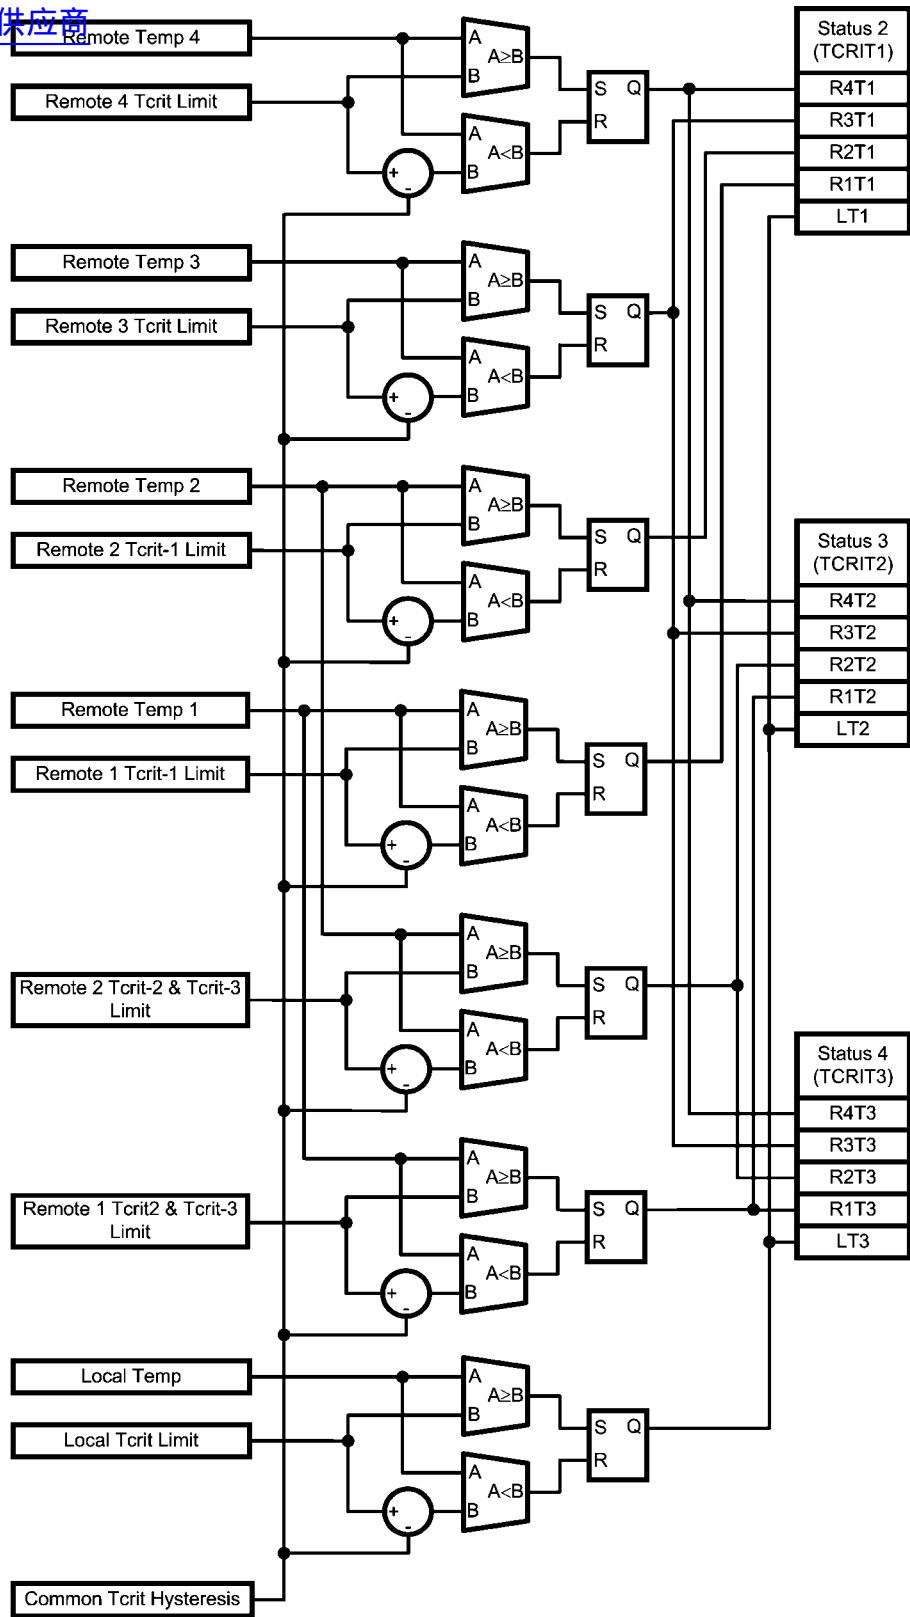 供应商
Remote Temp 4
Remote 4 Tcrit Limit
A
A≥B
B
A
A<B
B
+
-
S Q
R
Status 2
(TCRIT1)
R4T1
R3T1
R2T1
R1T1
LT1
Remote Temp 3
Remote 3 Tcrit Limit
A
A≥B
B
A
A<B
B
+
-
S Q
R
Remote Temp 2
Remote 2 Tcrit-1 Limit
A
A≥B
B
A
A<B
B
+
-
S Q
R
Status 3
(TCRIT2)
R4T2
R3T2
R2T2
R1T2
LT2
Remote Temp 1
Remote 1 Tcrit-1 Limit
A
A≥B
B
A
A<B
B
+
-
S Q
R
Remote 2 Tcrit-2 & Tcrit-3
Limit
A
A≥B
B
A
A<B
B
+
-
S Q
R
Status 4
(TCRIT3)
R4T3
R3T3
R2T3
R1T3
LT3
Remote 1 Tcrit2 & Tcrit-3
Limit
A
A≥B
B
A
A<B
B
+
-
S Q
R
Local Temp
Local Tcrit Limit
A
A≥B
B
A
A<B
B
+
-
S Q
R
Common Tcrit Hysteresis